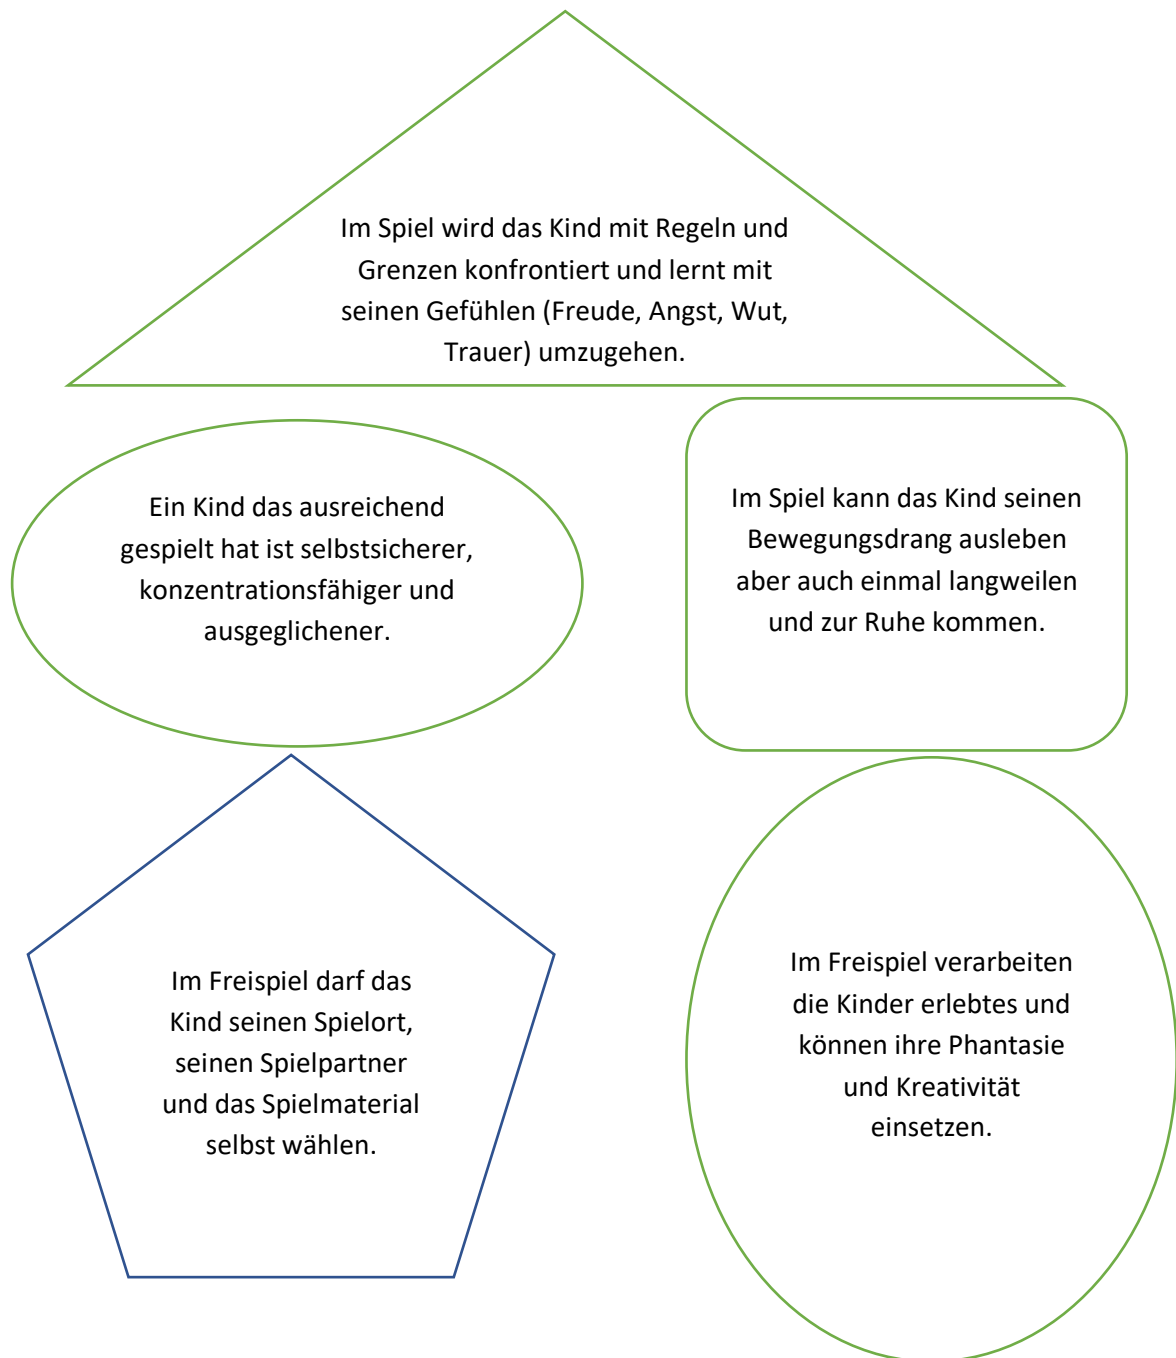 Im Spiel wird das Kind mit Regeln und
Grenzen konfrontiert und lernt mit
seinen Gefühlen (Freude, Angst, Wut,
Trauer) umzugehen.
Ein Kind das ausreichend
gespielt hat ist selbstsicherer,
konzentrationsfähiger und
ausgeglichener.
Im Spiel kann das Kind seinen
Bewegungsdrang ausleben
aber auch einmal langweilen
und zur Ruhe kommen.
Im Freispiel darf das
Kind seinen Spielort,
seinen Spielpartner
und das Spielmaterial
selbst wählen.
Im Freispiel verarbeiten
die Kinder erlebtes und
können ihre Phantasie
und Kreativität
einsetzen.